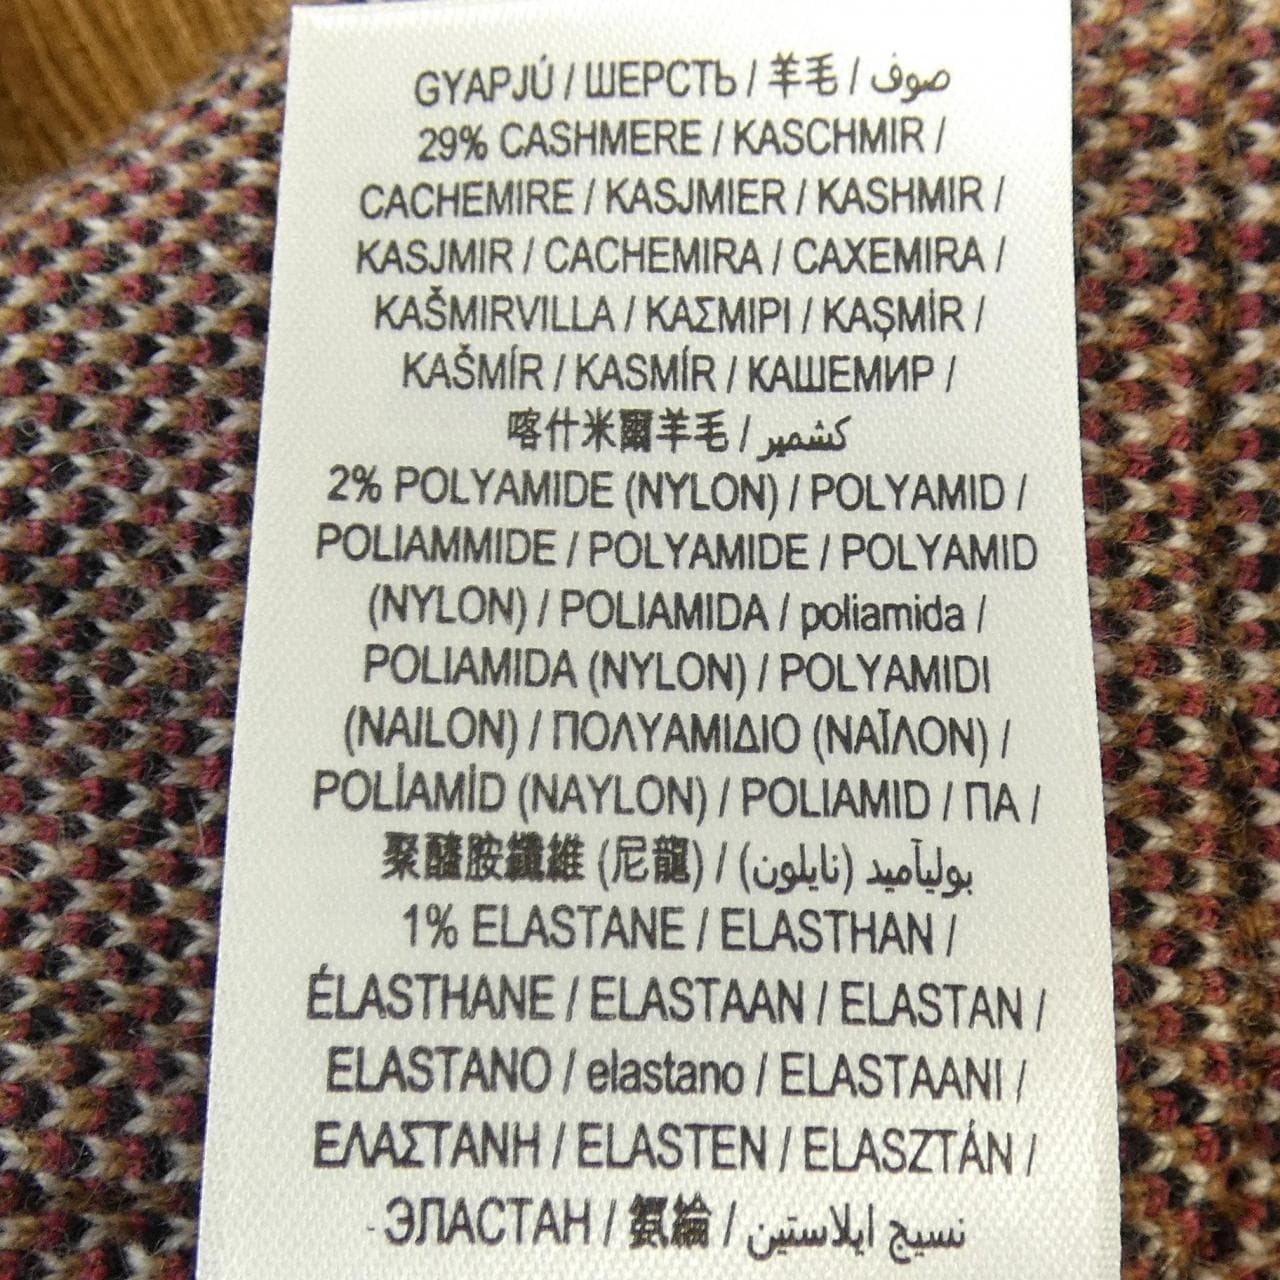 GYAPJÚ / ШЕРСТЬ / 羊毛 / صوف
29% CASHMERE / KASCHMIR /
CACHEMIRE / KASJMIER / KASHMIR /
KASJMIR / CACHEMIRA / CAXEMIRA /
KAŠMIRVILLA / ΚΑΣΜΙΡΙ / KAŞMİR /
KAŠMÍR / KASMÍR / КАШЕМИР /
喀什米爾羊毛 / كشمير
2% POLYAMIDE (NYLON) / POLYAMID /
POLIAMMIDE / POLYAMIDE / POLYAMID
(NYLON) / POLIAMIDA / poliamida /
POLIAMIDA (NYLON) / POLYAMIDI
(NAILON) / ΠΟΛΥΑΜΙΔΙΟ (ΝΑΪΛΟΝ) /
POLİAMİD (NAYLON) / POLIAMID / ПА /
聚醯胺纖維 (尼龍) / بوليآميد (نايلون)
1% ELASTANE / ELASTHAN /
ÉLASTHANE / ELASTAAN / ELASTAN /
ELASTANO / elastano / ELASTAANI /
ΕΛΑΣΤΑΝΗ / ELASTEN / ELASZTÁN /
ЭЛАСТАН / 氨綸 / نسيج ايلاستين